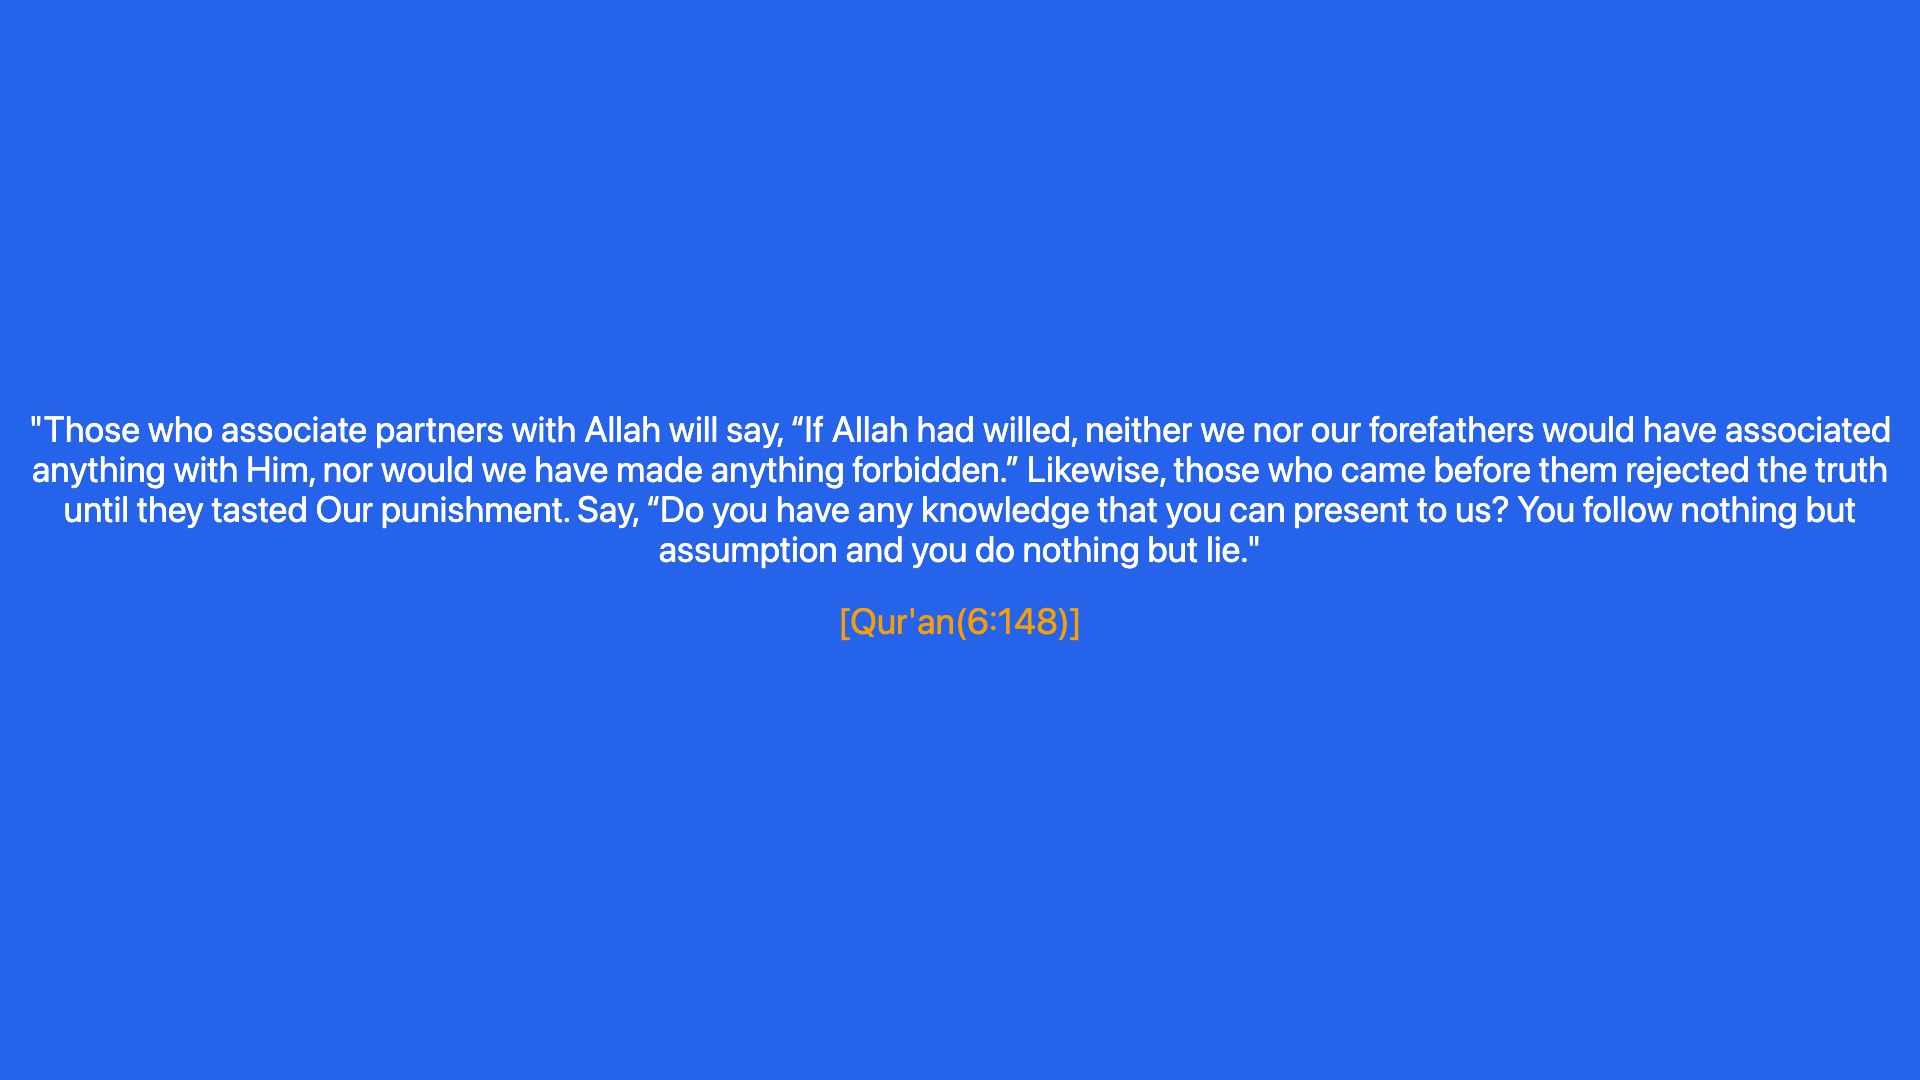 "Those who associate partners with Allah will say, “If Allah had willed, neither we nor our forefathers would have associated
anything with Him, nor would we have made anything forbidden.” Likewise, those who came before them rejected the truth
until they tasted Our punishment. Say, “Do you have any knowledge that you can present to us? You follow nothing but
assumption and you do nothing but lie."
[Qur'an(6:148)]